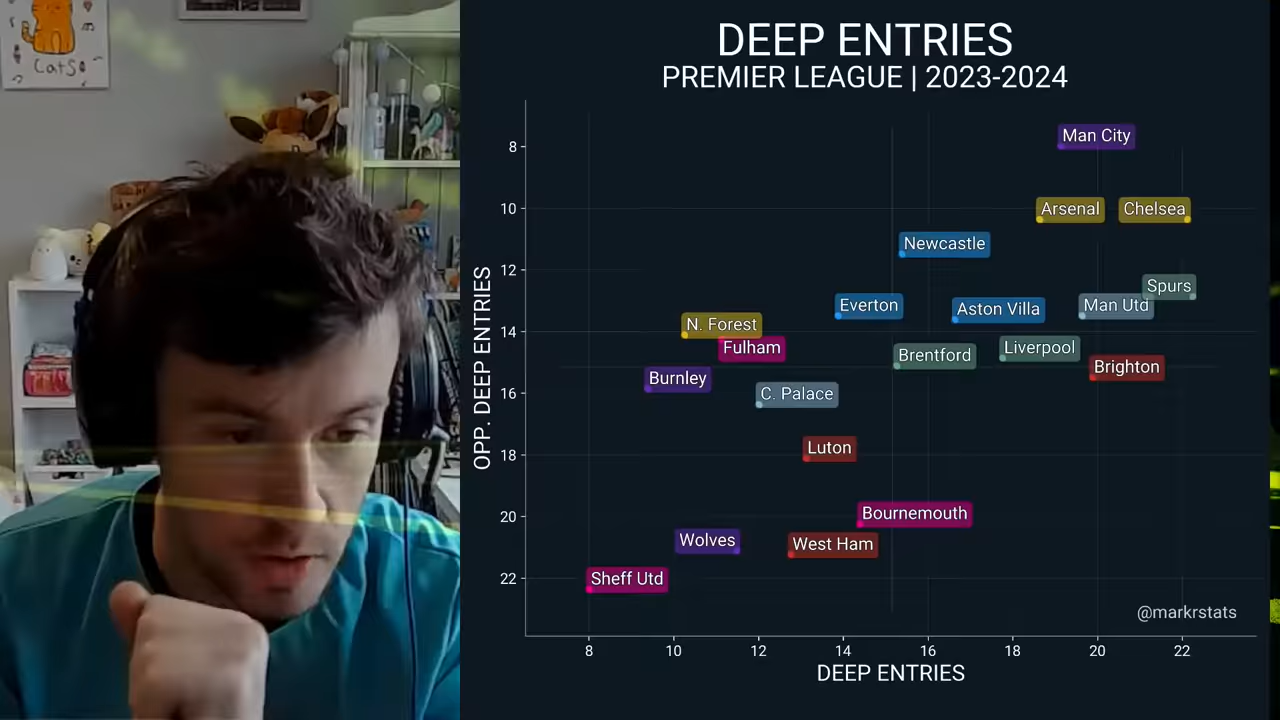 Cats
DEEP ENTRIES
PREMIER LEAGUE | 2023-2024
OPP. DEEP ENTRIES
8
10
12
14
16
18
20
22
Man City
Arsenal
Chelsea
Newcastle
Spurs
Everton
Aston Villa
Man Utd
N. Forest
Fulham
Brentford
Liverpool
Brighton
Burnley
C. Palace
Luton
Bournemouth
Wolves
West Ham
Sheff Utd
@markrstats
8
10
12
14
16
18
20
22
DEEP ENTRIES